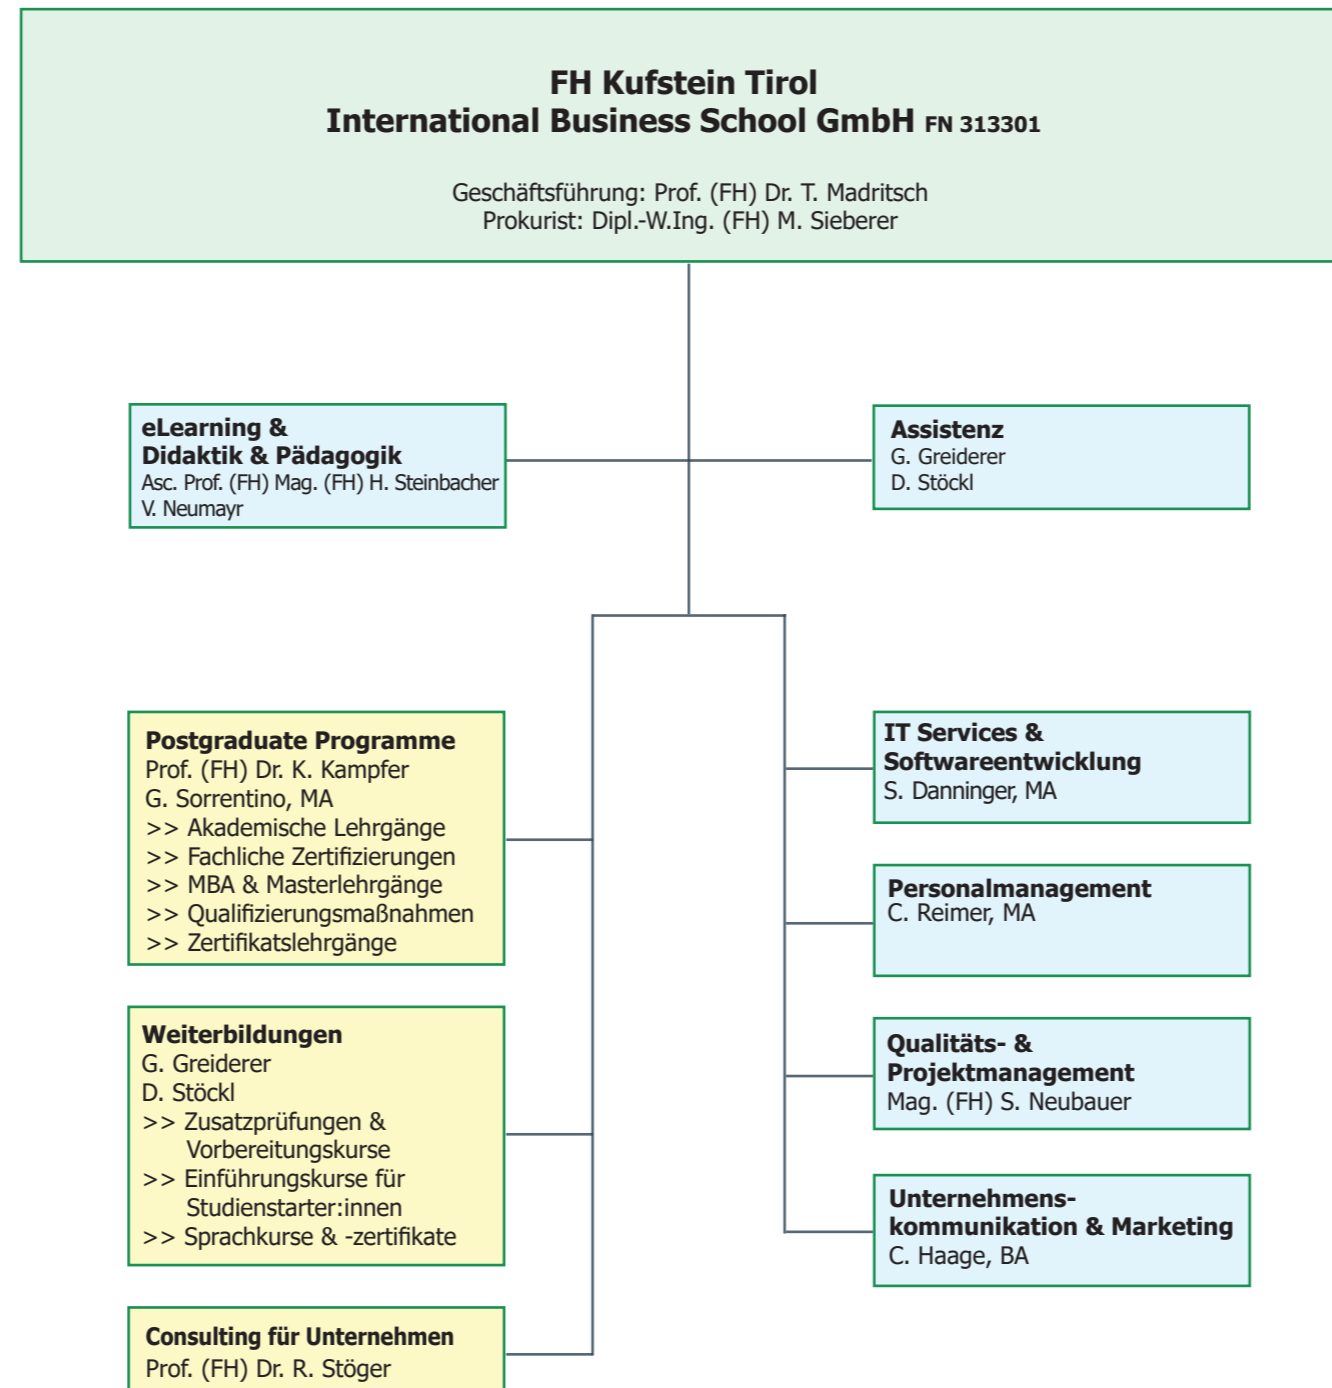 FH Kufstein Tirol
International Business School GmbH FN 313301
Geschäftsführung: Prof. (FH) Dr. T. Madritsch
Prokurist: Dipl.-W.Ing. (FH) M. Sieberer
eLearning &
Didaktik & Pädagogik
Asc. Prof. (FH) Mag. (FH) H. Steinbacher
V. Neumayr
Assistenz
G. Greiderer
D. Stöckl
Postgraduate Programme
Prof. (FH) Dr. K. Kampfer
G. Sorrentino, MA
>> Akademische Lehrgänge
>> Fachliche Zertifizierungen
>> MBA & Masterlehrgänge
>> Qualifizierungsmaßnahmen
>> Zertifikatslehrgänge
Weiterbildungen
G. Greiderer
D. Stöckl
>> Zusatzprüfungen &
Vorbereitungskurse
>> Einführungskurse für
Studienstarter:innen
>> Sprachkurse & -zertifikate
Consulting für Unternehmen
Prof. (FH) Dr. R. Stöger
IT Services &
Softwareentwicklung
S. Danninger, MA
Personalmanagement
C. Reimer, MA
Qualitäts- &
Projektmanagement
Mag. (FH) S. Neubauer
Unternehmens-
kommunikation & Marketing
C. Haage, BA